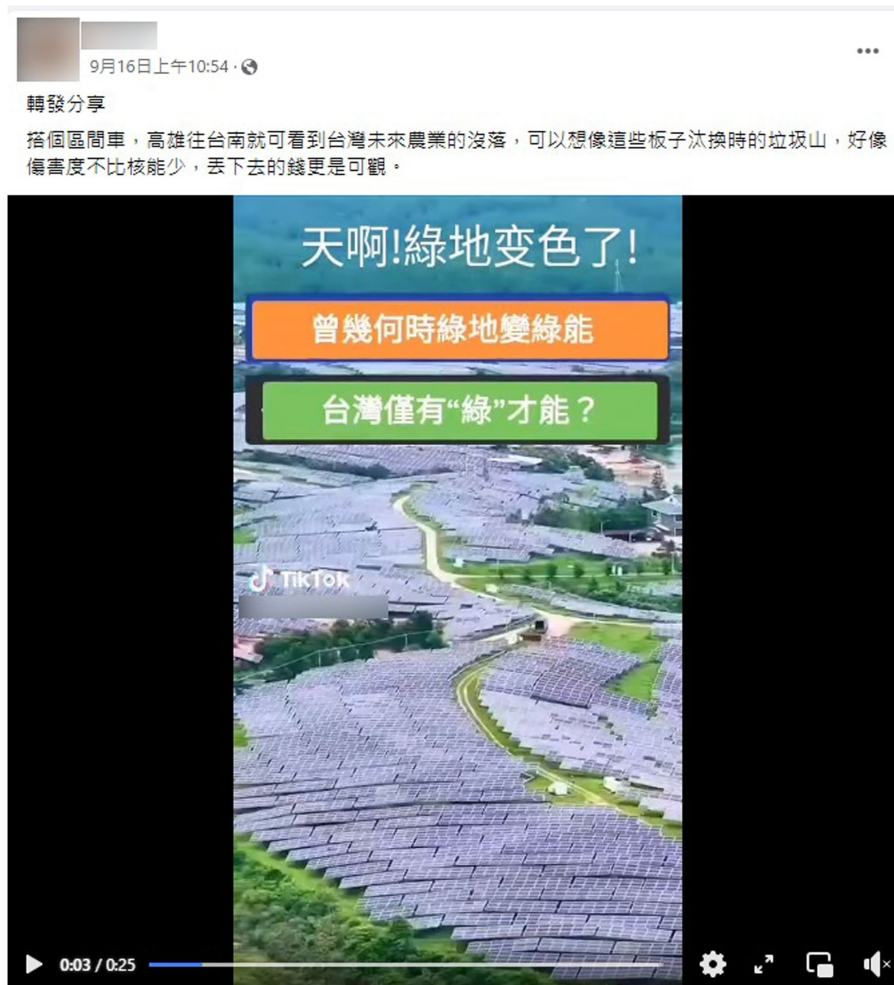 9月16日上午10:54
轉發分享
搭個區間車，高雄往台南就可看到台灣未來農業的沒落，可以想像這些板子汰換時的垃圾山，好像
傷害度不比核能少，丟下去的錢更是可觀。
天啊!綠地变色了!
曾幾何時綠地變綠能
台灣僅有“綠”才能？
TikTok
0:03 / 0:25